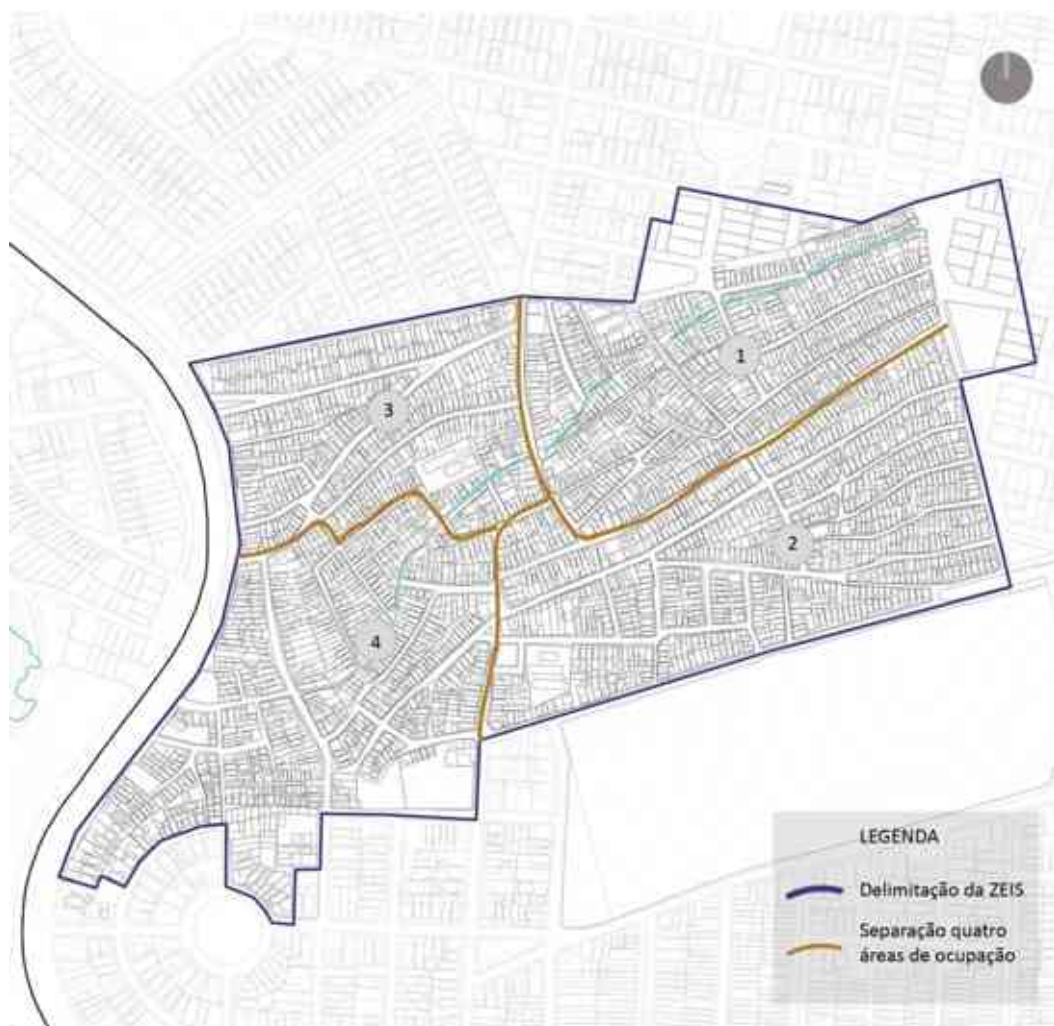 1
3
2
4
LEGENDA
Delimitação da ZEIS
Separação quatro
áreas de ocupação